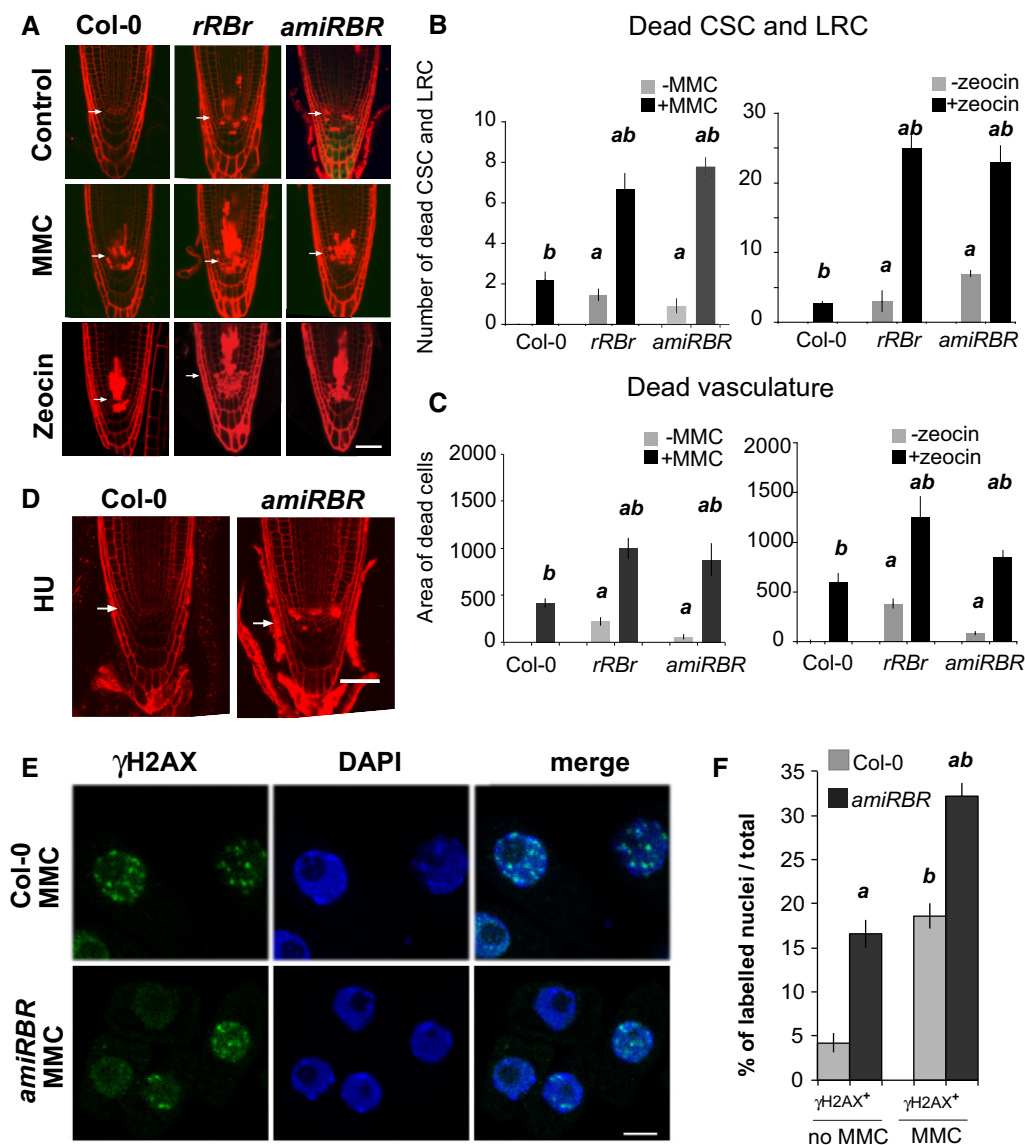 A
Col-0 rRBr amiRBR
Control
MMC
Zeocin
B
Dead CSC and LRC
Number of dead CSC and LRC
-MMC
+MMC
10
8
6
4
2
0
b a ab a ab
Col-0 rRBr amiRBR
-zeocin
+zeocin
30
20
10
0
b a ab a ab
Col-0 rRBr amiRBR
C
Dead vasculature
Area of dead cells
-MMC
+MMC
2000
1500
1000
500
0
b a ab a ab
Col-0 rRBr amiRBR
-zeocin
+zeocin
2000
1500
1000
500
0
b a ab a ab
Col-0 rRBr amiRBR
D
Col-0 amiRBR
HU
E
γH2AX DAPI merge
Col-0 MMC
amiRBR MMC
F
Col-0
amiRBR
% of labelled nuclei / total
35
30
25
20
15
10
5
0
a b ab
γH2AX+ γH2AX+
no MMC MMC